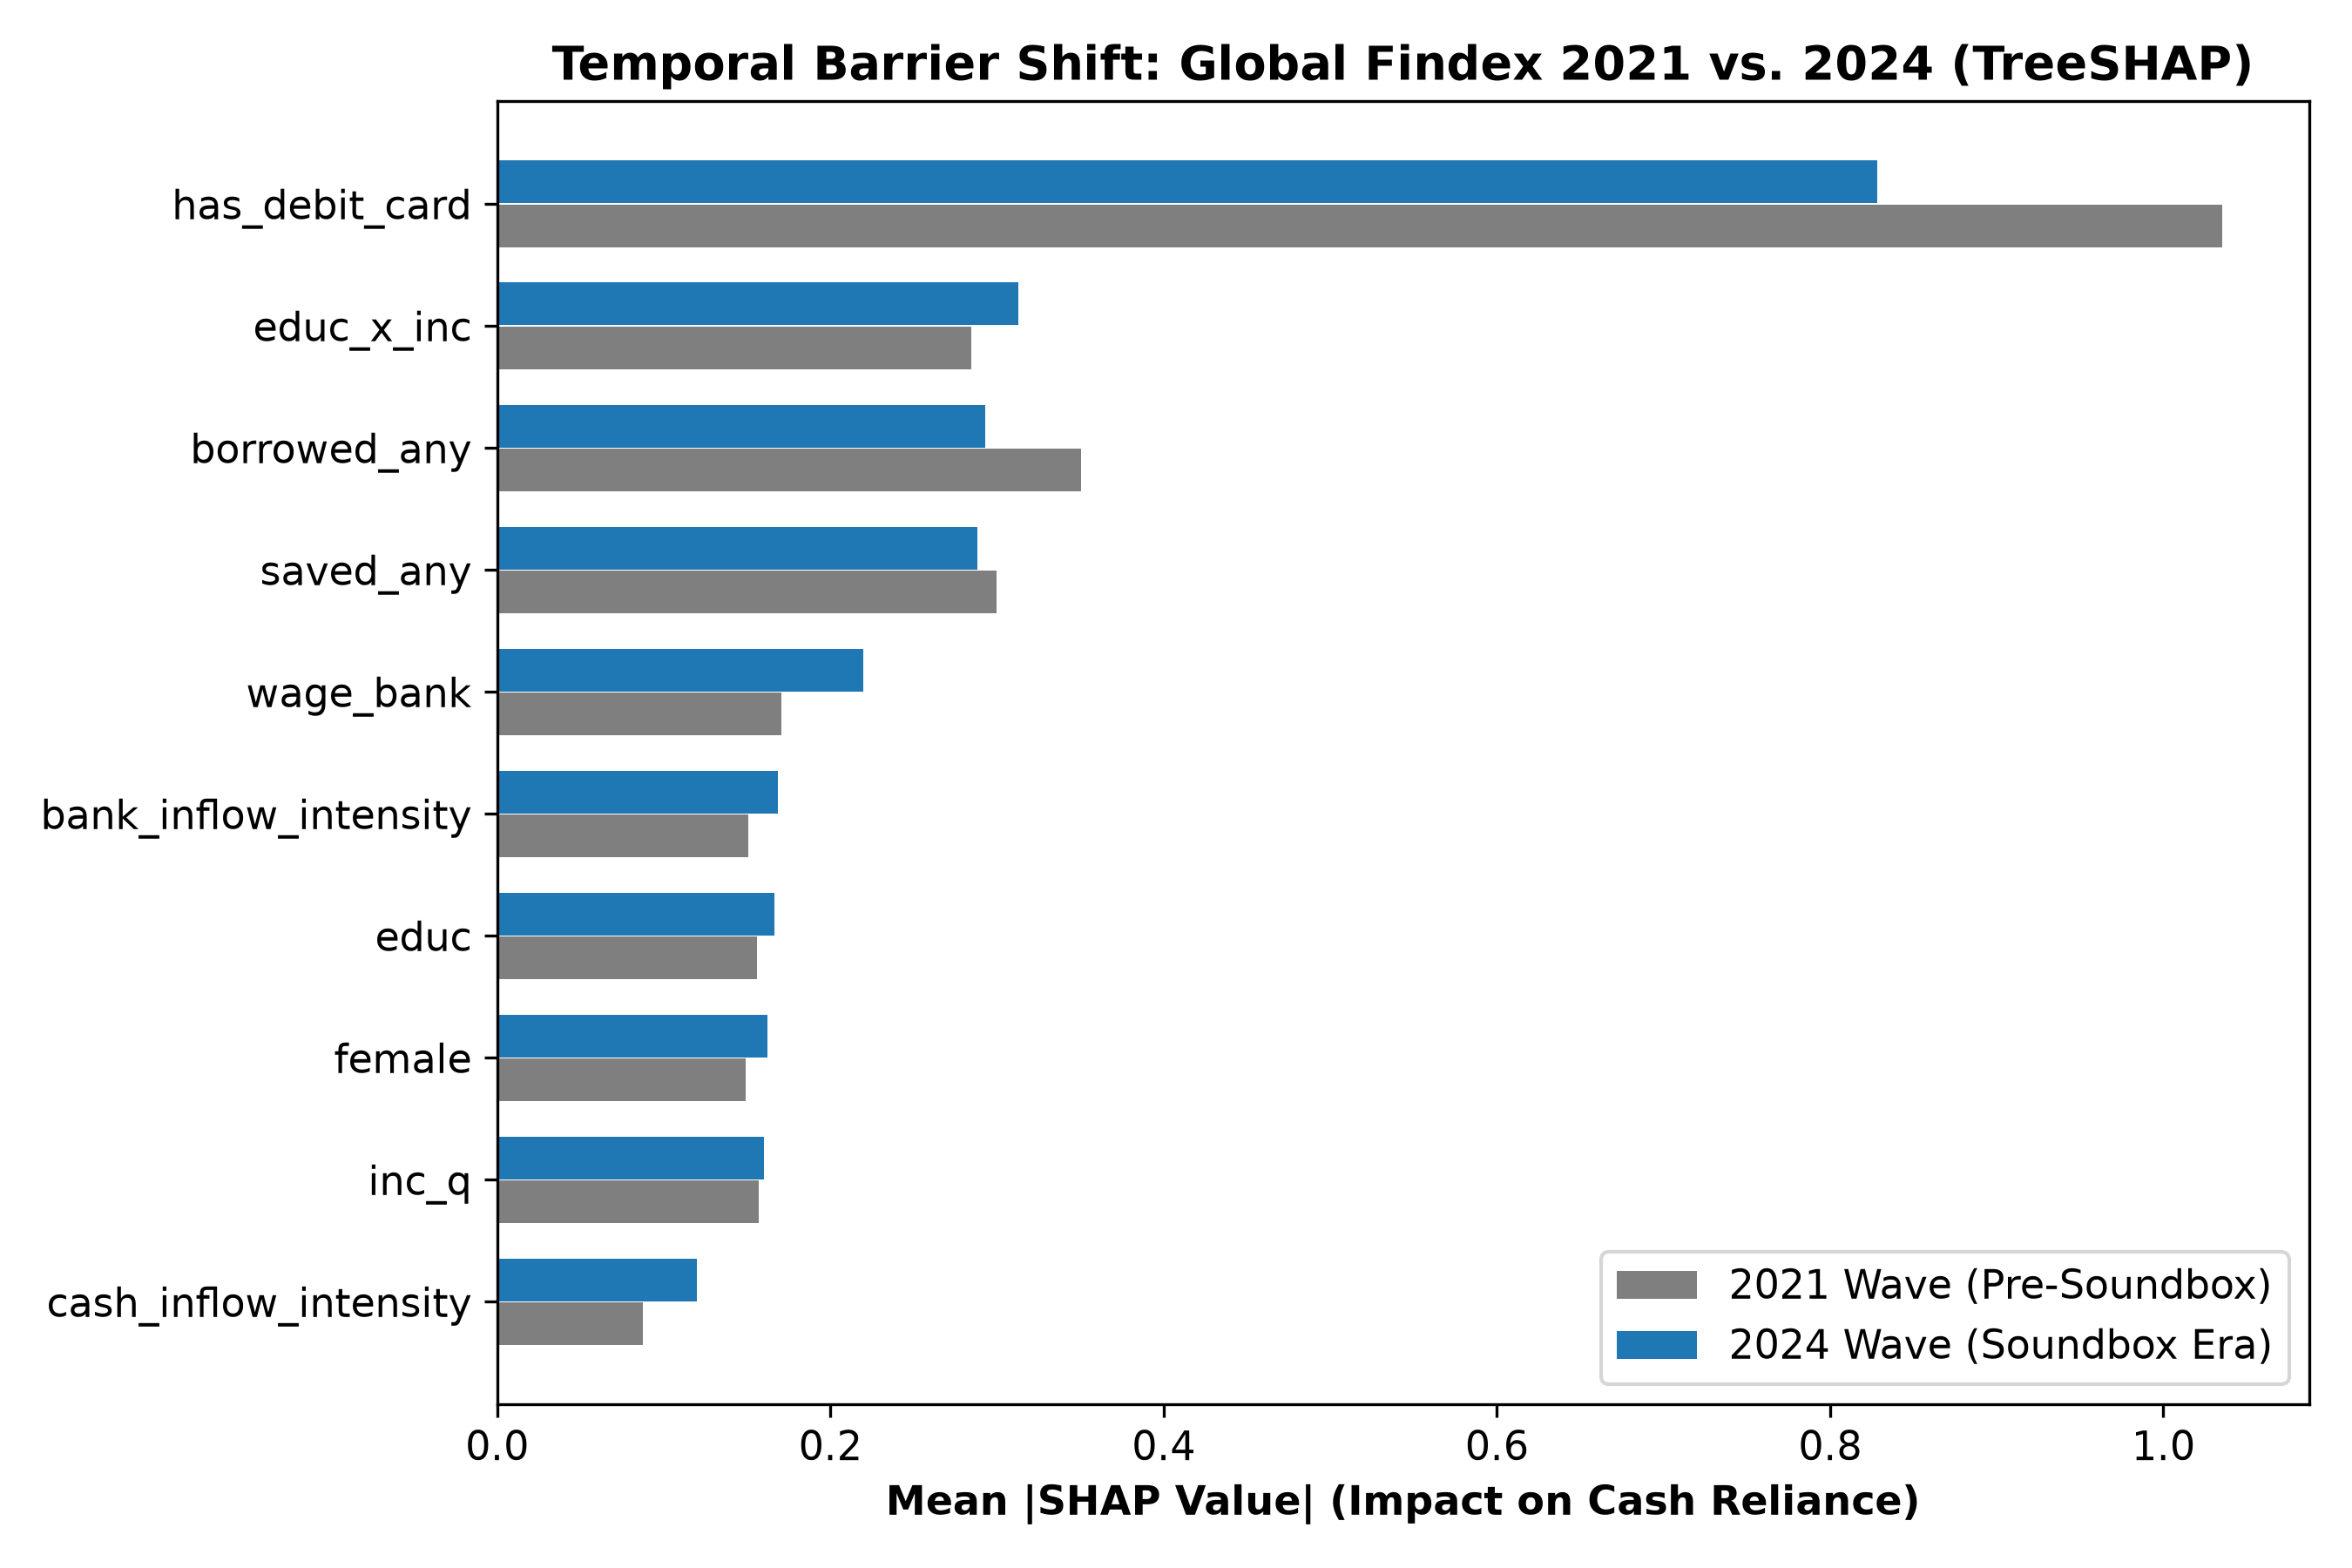 Temporal Barrier Shift: Global Findex 2021 vs. 2024 (TreeSHAP)
has_debit_card
educ_x_inc
borrowed_any
saved_any
wage_bank
bank_inflow_intensity
educ
female
inc_q
cash_inflow_intensity
2021 Wave (Pre-Soundbox)
2024 Wave (Soundbox Era)
0.0 0.2 0.4 0.6 0.8 1.0
Mean |SHAP Value| (Impact on Cash Reliance)